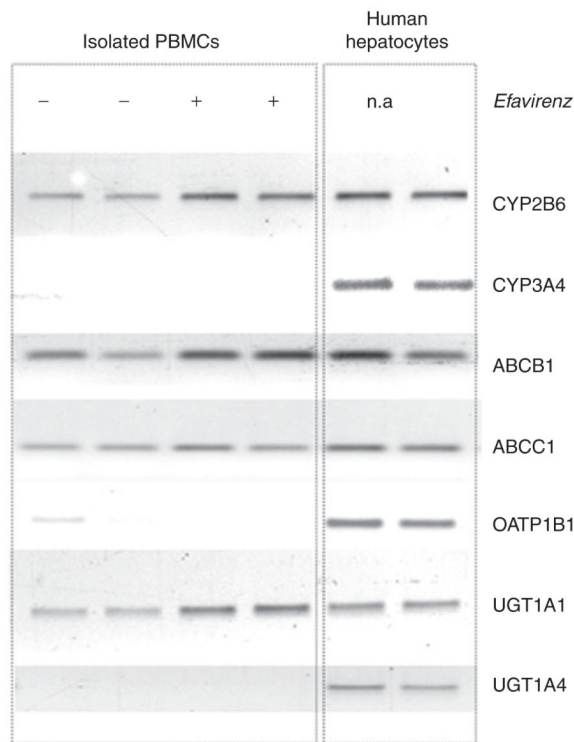 Isolated PBMCs
Human
hepatocytes
– – + + n.a Efavirenz
CYP2B6
CYP3A4
ABCB1
ABCC1
OATP1B1
UGT1A1
UGT1A4